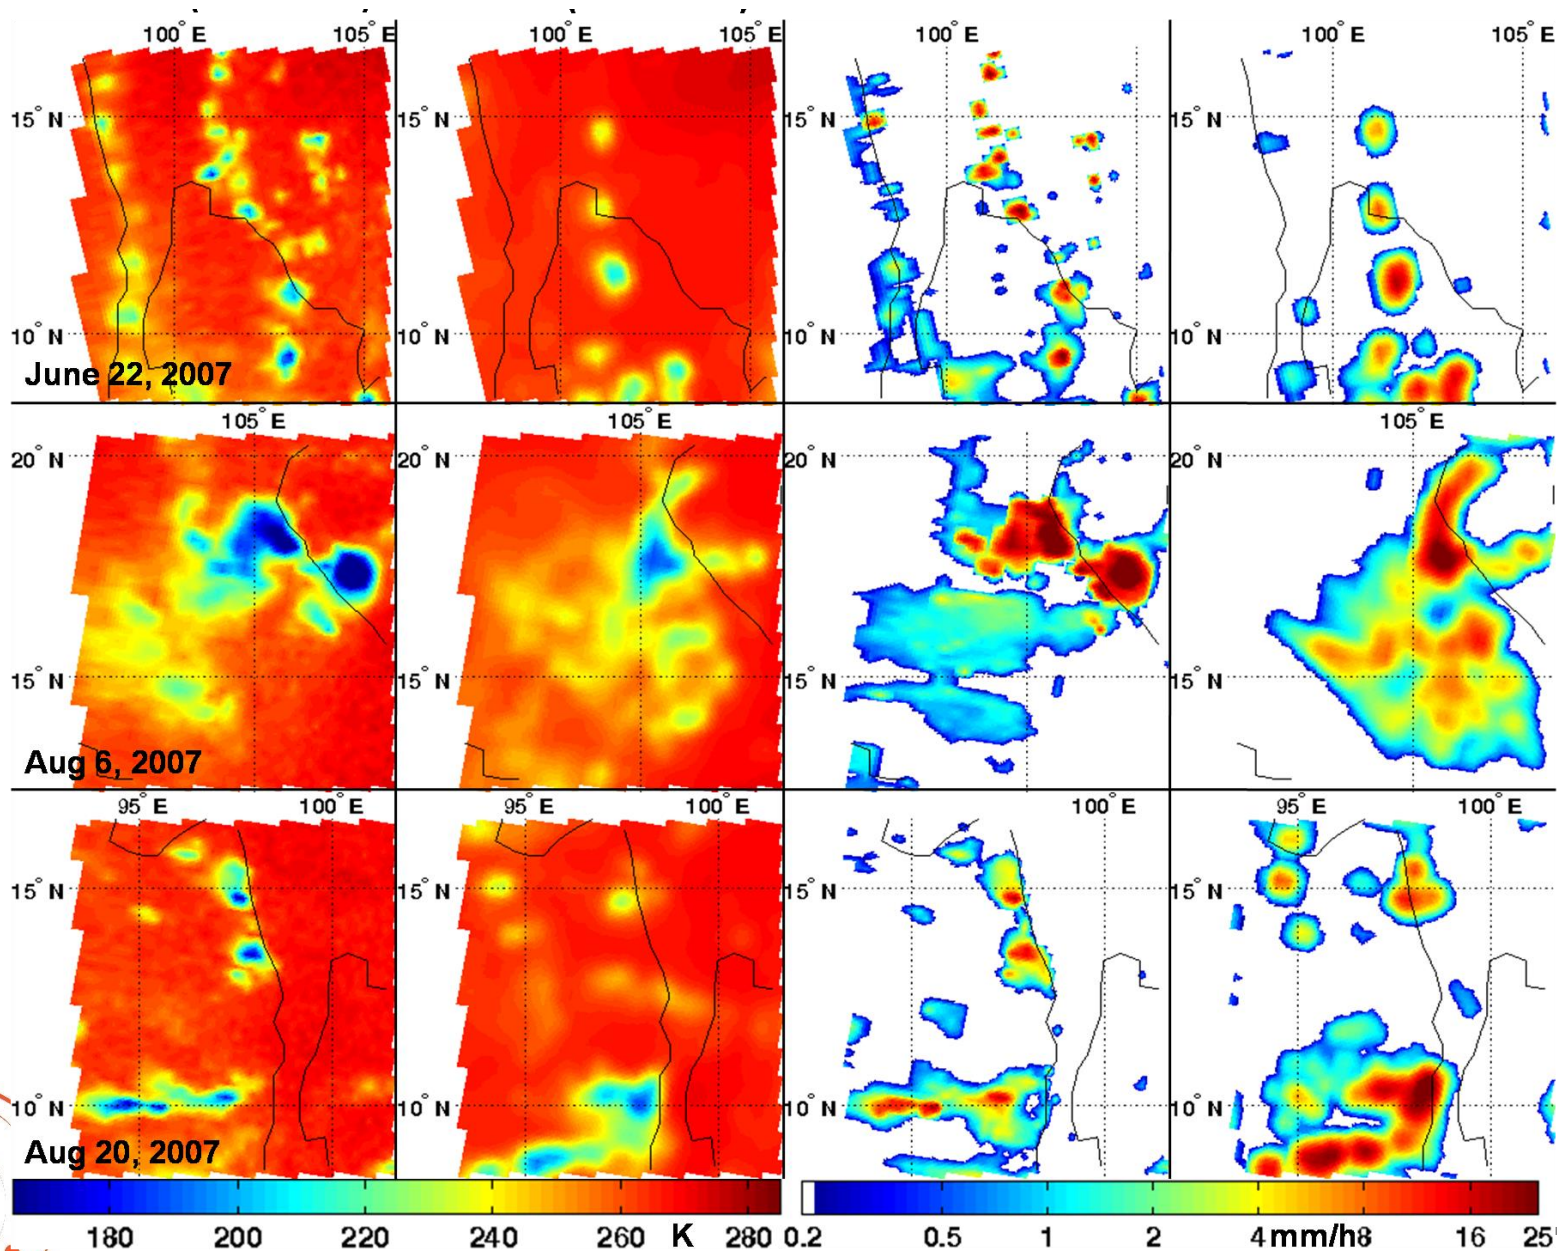 100° E 105° E 100° E 105° E 100° E 100° E 105° E
15° N 15° N 15° N 15° N
10° N 10° N 10° N 10° N
June 22, 2007
105° E 105° E 105° E
20° N 20° N 20° N 20° N
15° N 15° N 15° N 15° N
Aug 6, 2007
95° E 100° E 95° E 100° E 100° E 95° E 100° E
15° N 15° N 15° N 15° N
10° N 10° N 10° N 10° N
Aug 20, 2007
180 200 220 240 260 K 280 0.2 0.5 1 2 4 mm/h 8 16 25